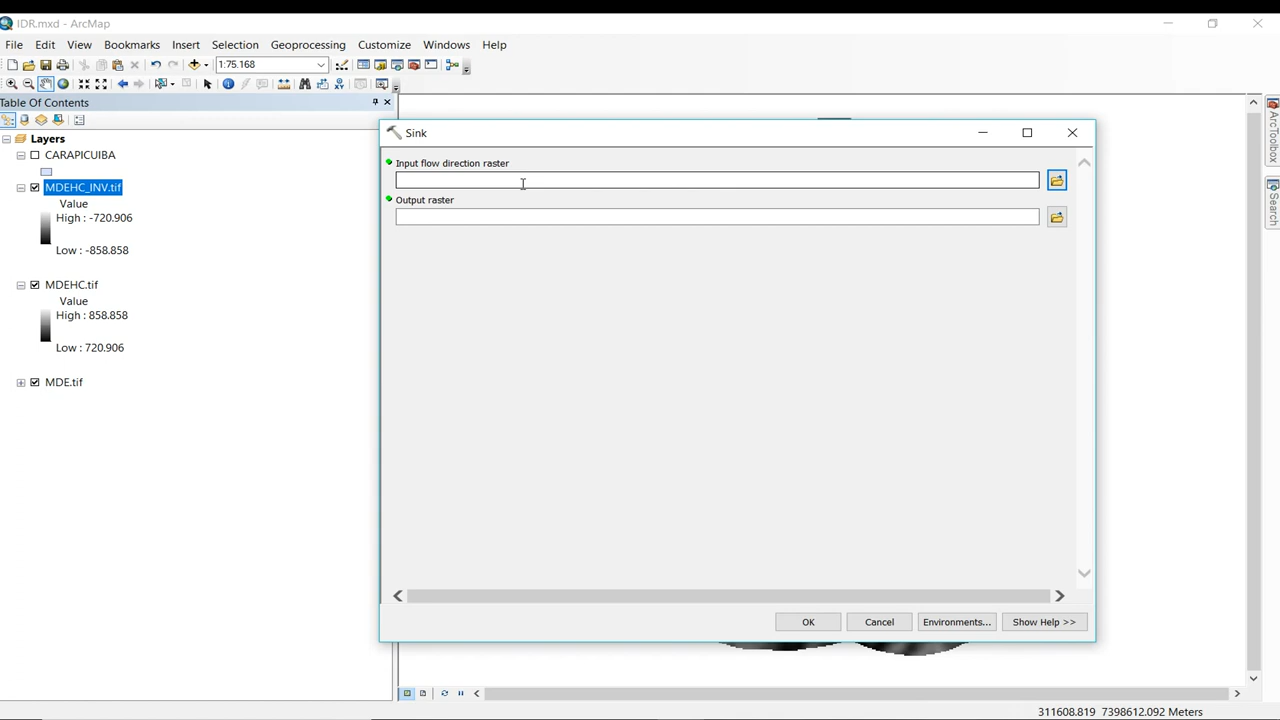 IDR.mxd - ArcMap
File Edit View Bookmarks Insert Selection Geoprocessing Customize Windows Help
1:75.168
Table Of Contents
Layers
CARAPICUIBA
MDEHC_INV.tif
Value
High : -720.906
Low : -858.858
MDEHC.tif
Value
High : 858.858
Low : 720.906
MDE.tif
Sink
Input flow direction raster
Output raster
OK Cancel Environments... Show Help >>
ArcToolbox
Search
311608.819 7398612.092 Meters